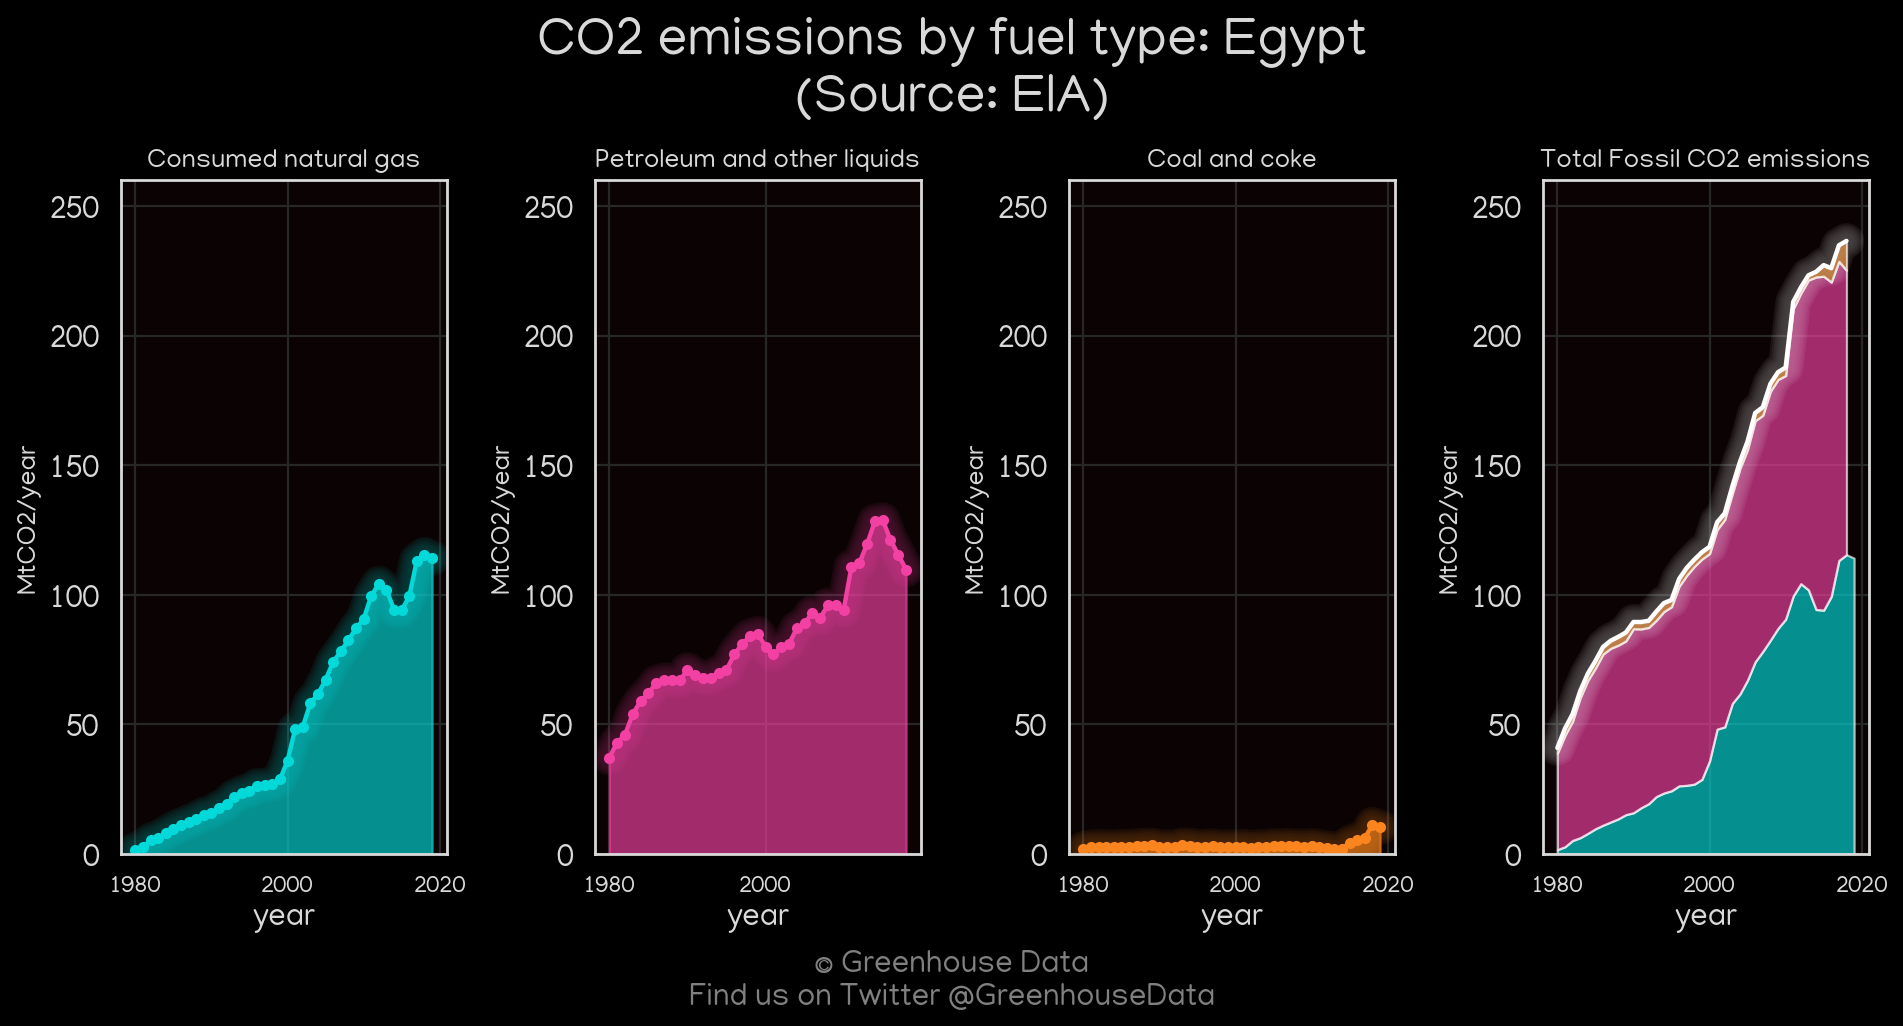 CO2 emissions by fuel type: Egypt
(Source: EIA)
Consumed natural gas
Petroleum and other liquids
Coal and coke
Total Fossil CO2 emissions
MtCO2/year
250
200
150
100
50
0
1980
2000
2020
year
MtCO2/year
250
200
150
100
50
0
1980
2000
year
MtCO2/year
250
200
150
100
50
0
1980
2000
2020
year
MtCO2/year
250
200
150
100
50
0
1980
2000
2020
year
© Greenhouse Data
Find us on Twitter @GreenhouseData